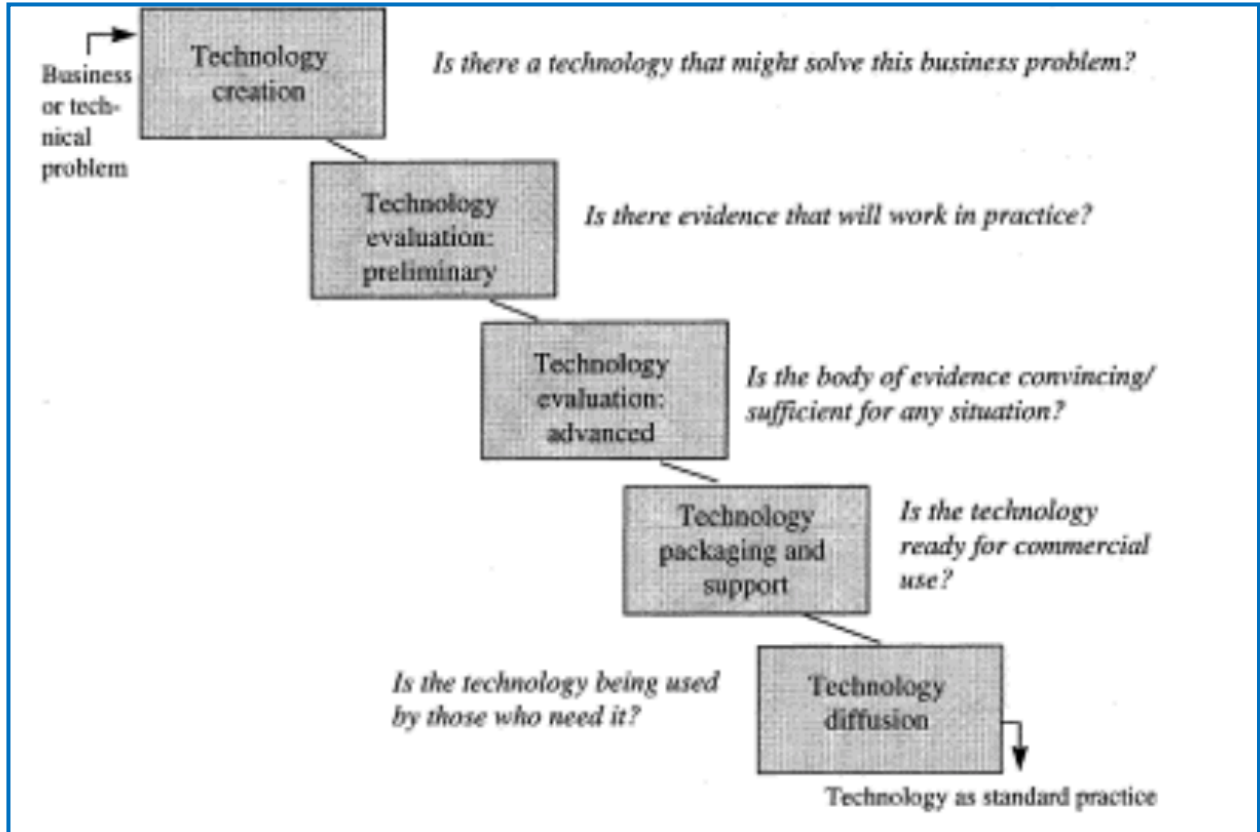 Technology
creation
Is there a technology that might solve this business problem?
Business
or tech-
nical
problem
Technology
evaluation:
preliminary
Is there evidence that will work in practice?
Technology
evaluation:
advanced
Is the body of evidence convincing/
sufficient for any situation?
Technology
packaging and
support
Is the technology
ready for commercial
use?
Is the technology being used
by those who need it?
Technology
diffusion
Technology as standard practice